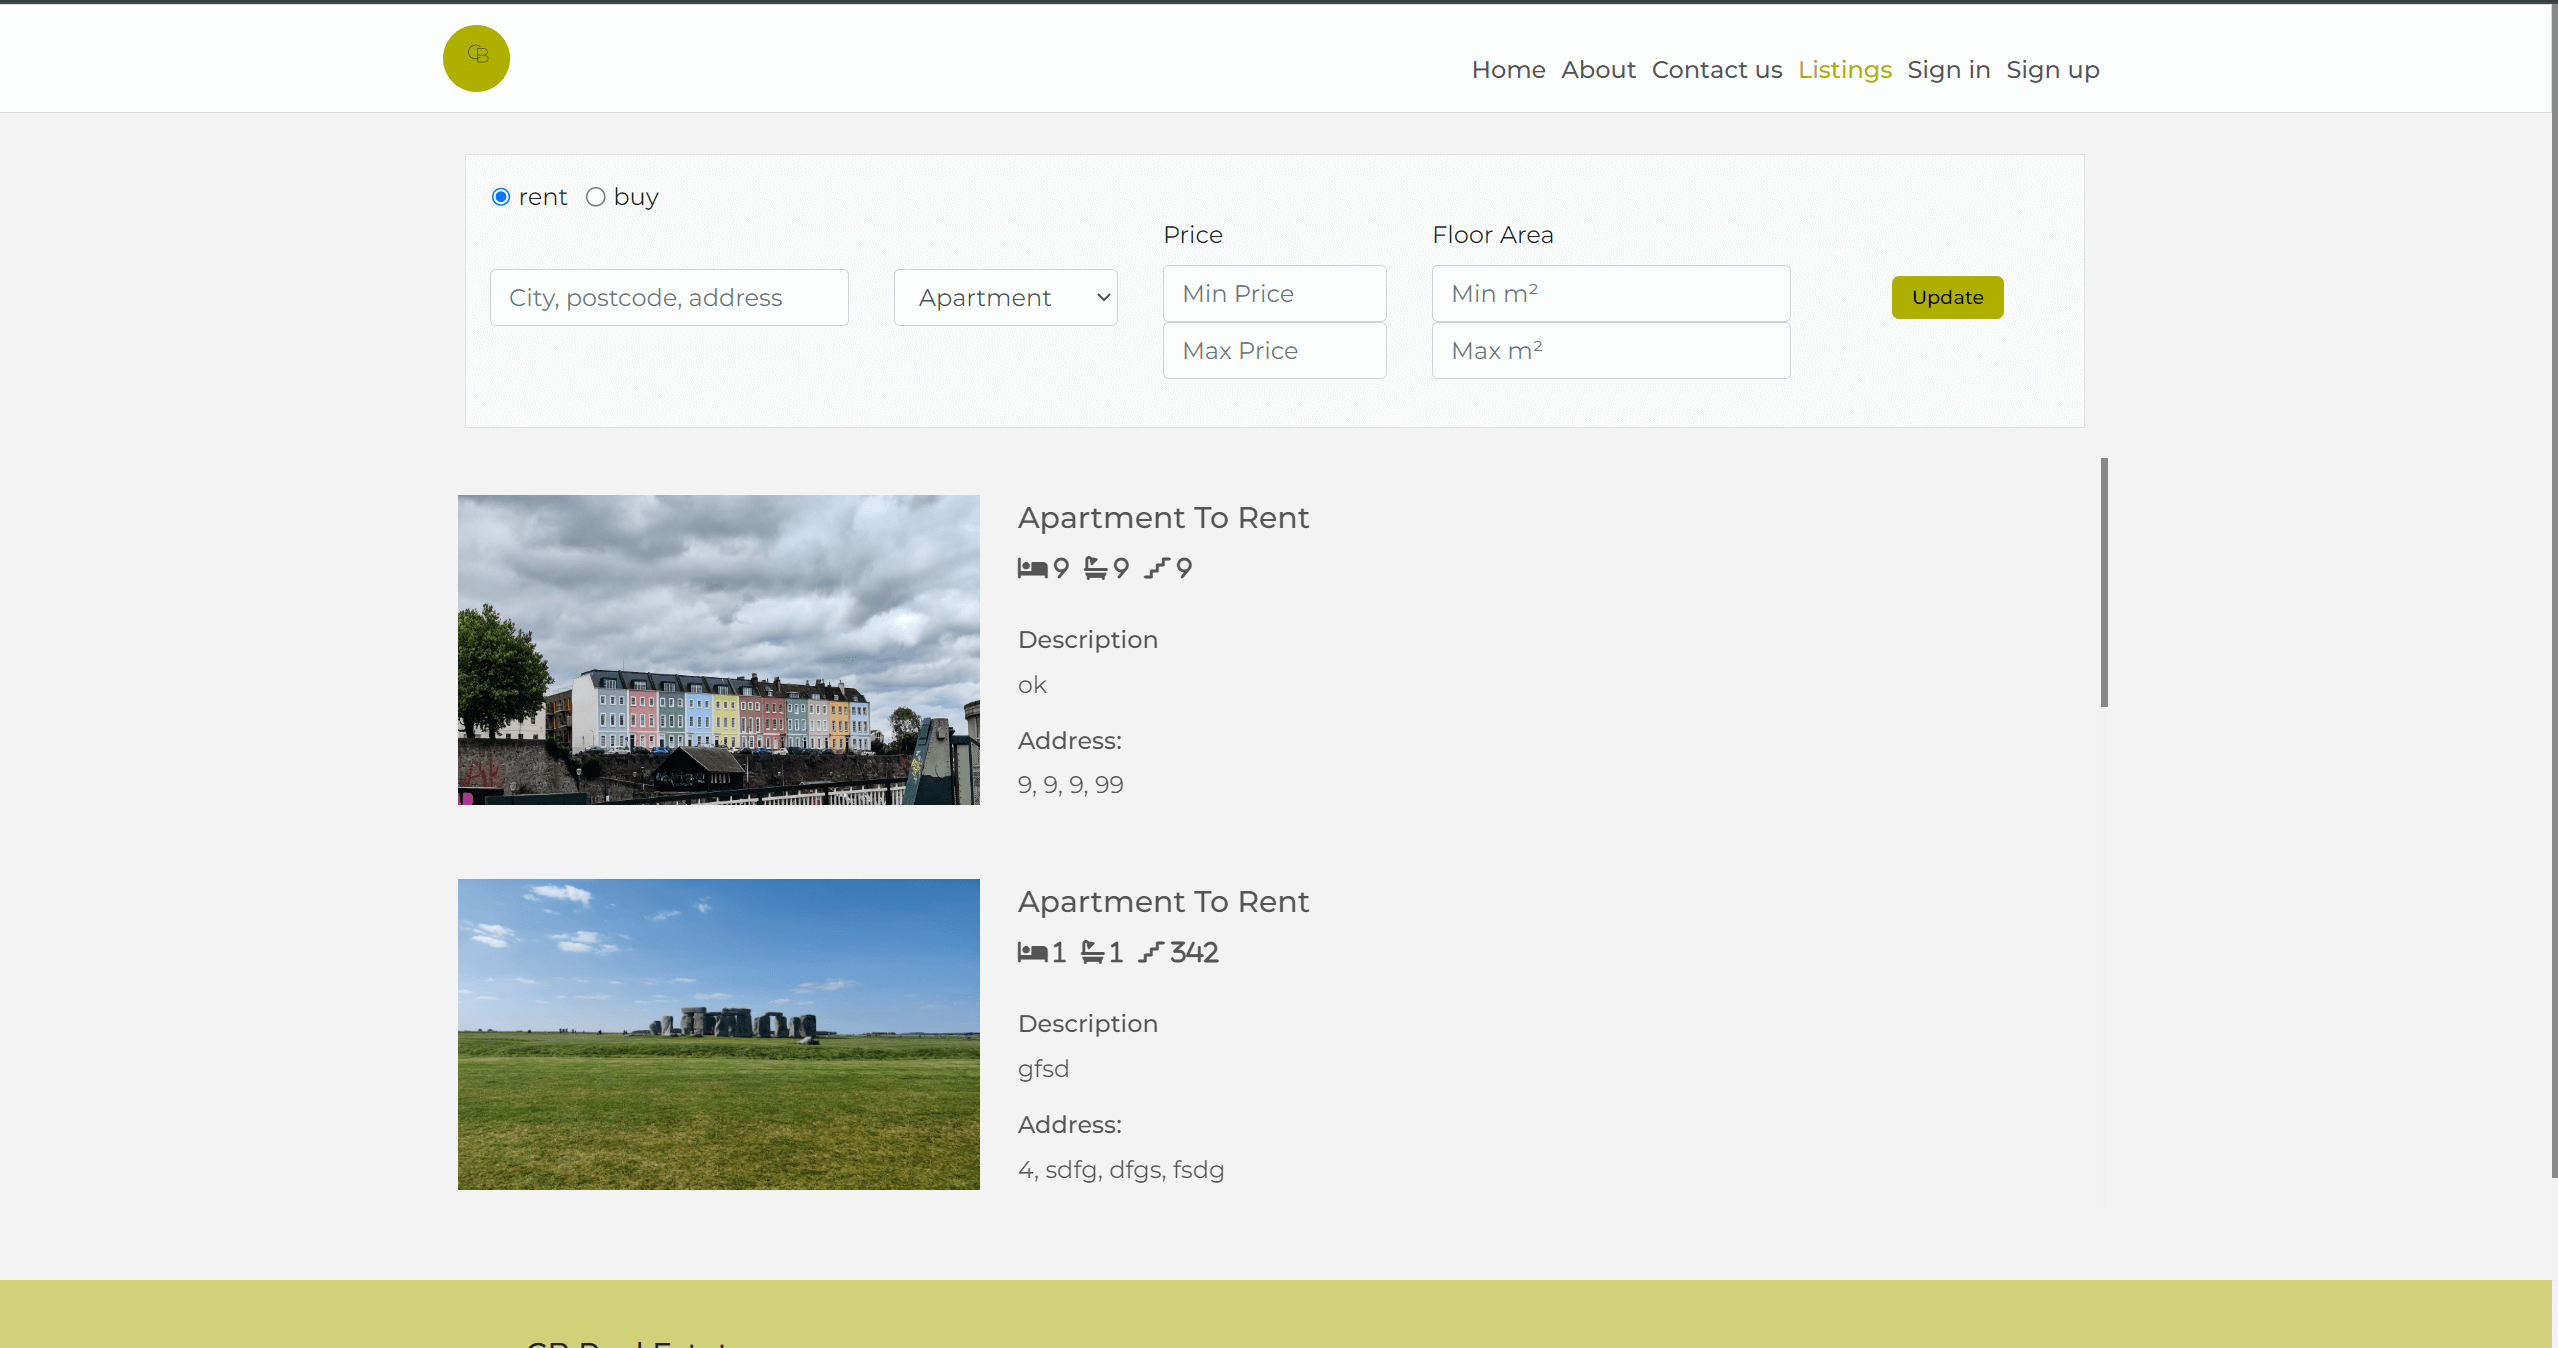 CB
Home About Contact us Listings Sign in Sign up
rent buy
Price Floor Area
City, postcode, address Apartment Min Price Min m² Update
Max Price Max m²
Apartment To Rent
9 9 9
Description
ok
Address:
9, 9, 9, 99
Apartment To Rent
1 1 342
Description
gfsd
Address:
4, sdfg, dfgs, fsdg